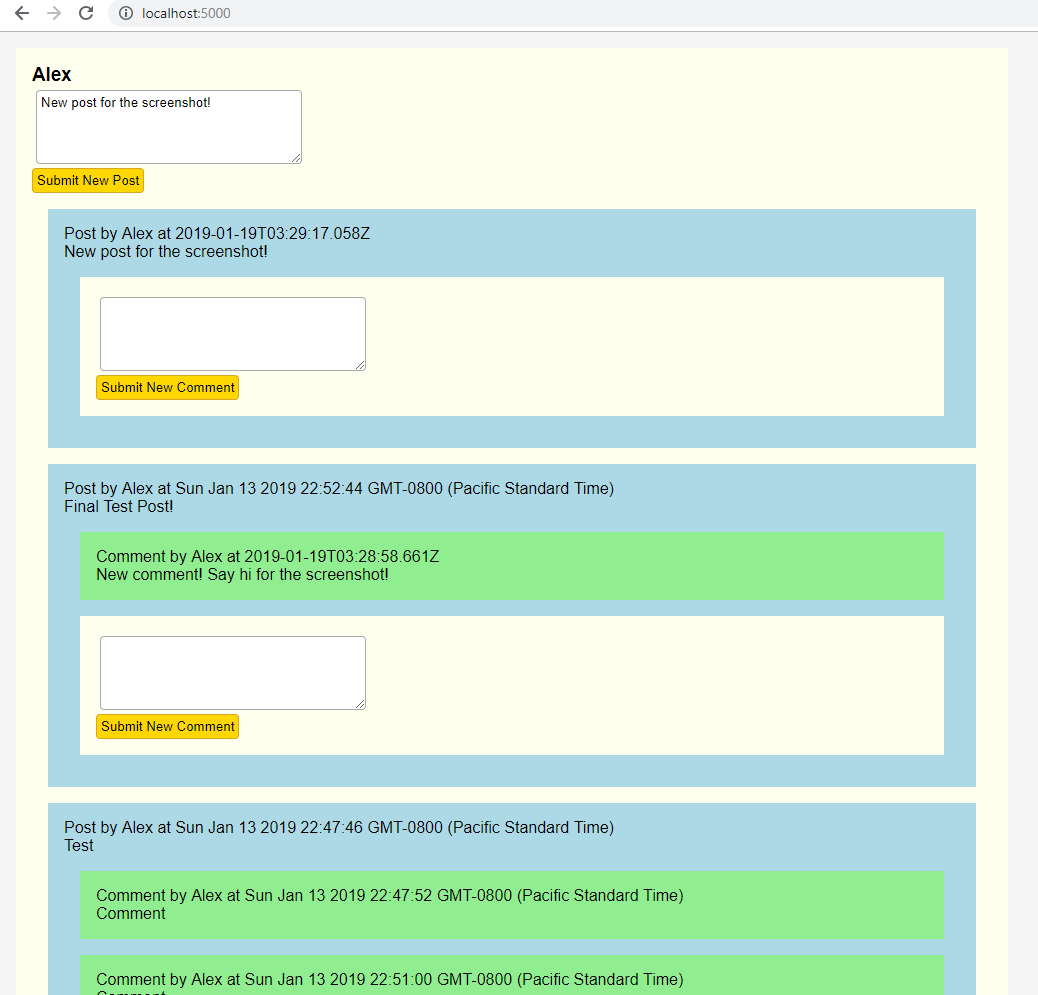 localhost:5000
Alex
New post for the screenshot!
Submit New Post
Post by Alex at 2019-01-19T03:29:17.058Z
New post for the screenshot!
Submit New Comment
Post by Alex at Sun Jan 13 2019 22:52:44 GMT-0800 (Pacific Standard Time)
Final Test Post!
Comment by Alex at 2019-01-19T03:28:58.661Z
New comment! Say hi for the screenshot!
Submit New Comment
Post by Alex at Sun Jan 13 2019 22:47:46 GMT-0800 (Pacific Standard Time)
Test
Comment by Alex at Sun Jan 13 2019 22:47:52 GMT-0800 (Pacific Standard Time)
Comment
Comment by Alex at Sun Jan 13 2019 22:51:00 GMT-0800 (Pacific Standard Time)
Comment